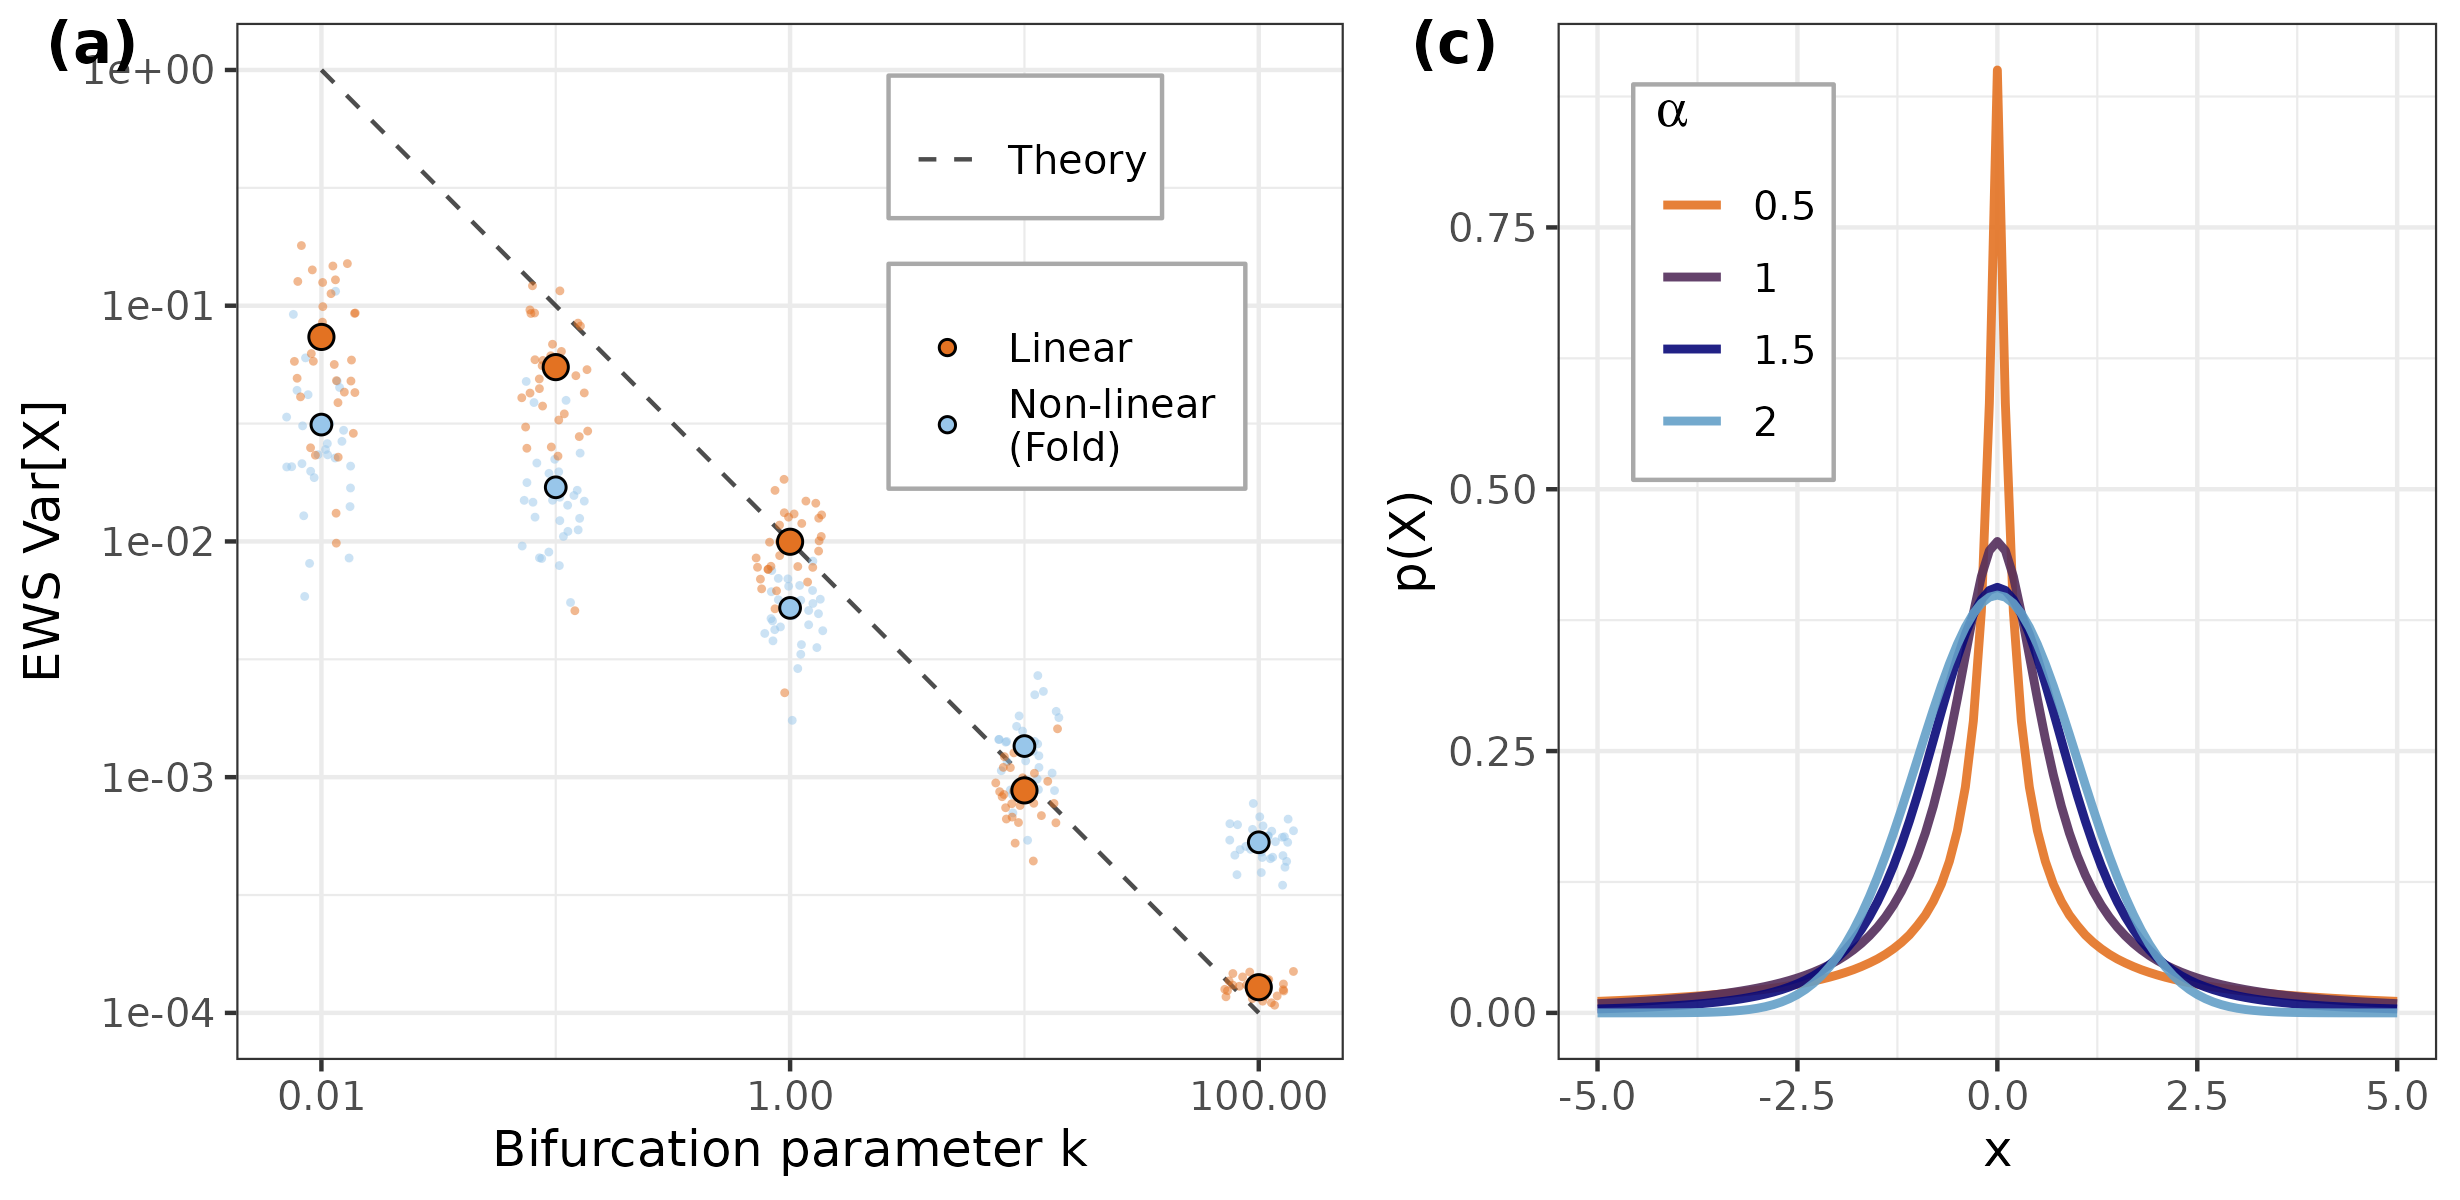 (a)
1e+00
1e-01
1e-02
1e-03
1e-04
EWS Var[X]
0.01
1.00
100.00
Bifurcation parameter k
Theory
Linear
Non-linear
(Fold)
(c)
α
0.5
1
1.5
2
0.75
0.50
0.25
0.00
p(X)
-5.0
-2.5
0.0
2.5
5.0
x